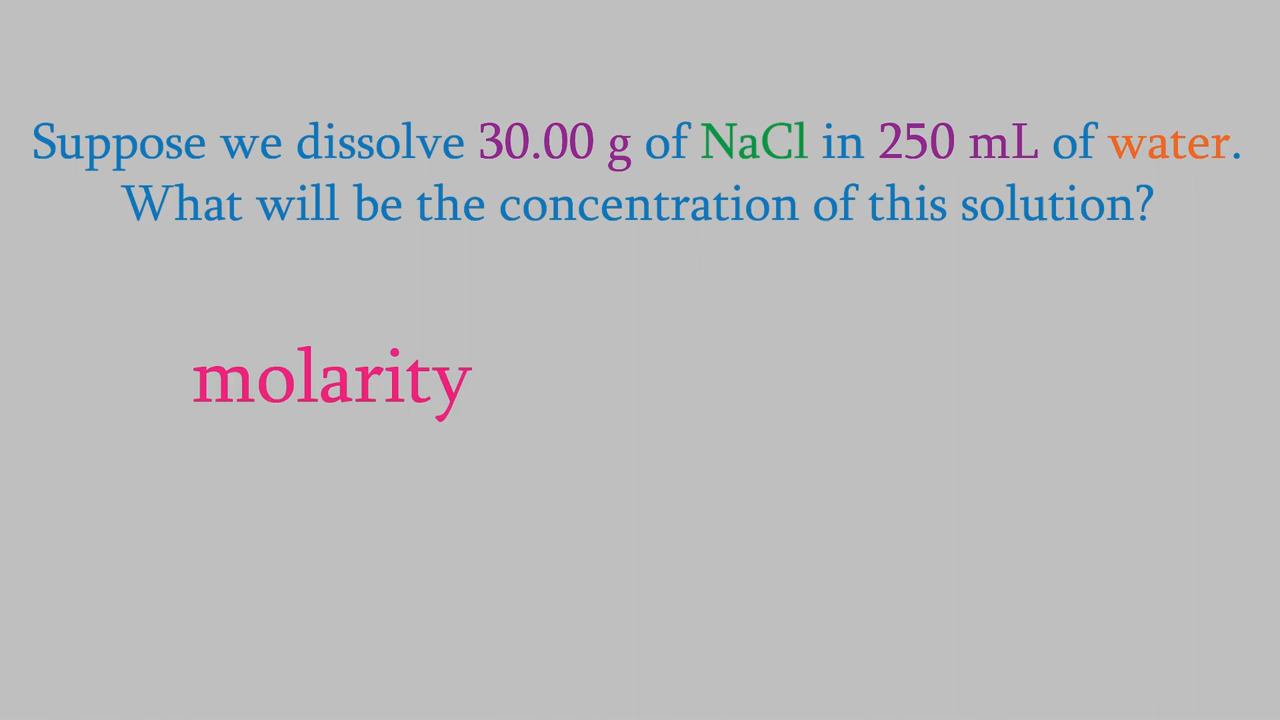 Suppose we dissolve 30.00 g of NaCl in 250 mL of water.
What will be the concentration of this solution?
molarity